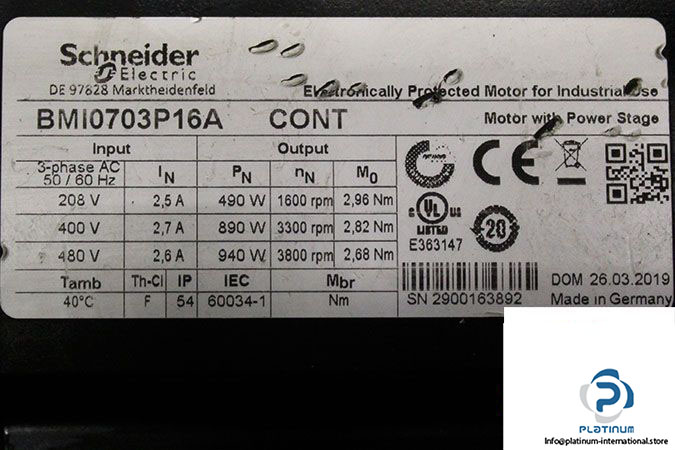 Schneider
Electric
DE 97828 Marktheidenfeld
Electronically Protected Motor for Industrial Use
BMI0703P16A CONT Motor with Power Stage
Input Output
3-phase AC 50 / 60 Hz IN PN nN M0
208 V 2,5 A 490 W 1600 rpm 2,96 Nm
400 V 2,7 A 890 W 3300 rpm 2,82 Nm
480 V 2,6 A 940 W 3800 rpm 2,68 Nm
Tamb Th-Cl IP IEC Mbr
40°C F 54 60034-1 Nm
CE
c UL US
LISTED
E363147
20
DOM 26.03.2019
SN 2900163892 Made in Germany
PLATINUM
Info@platinum-international.store